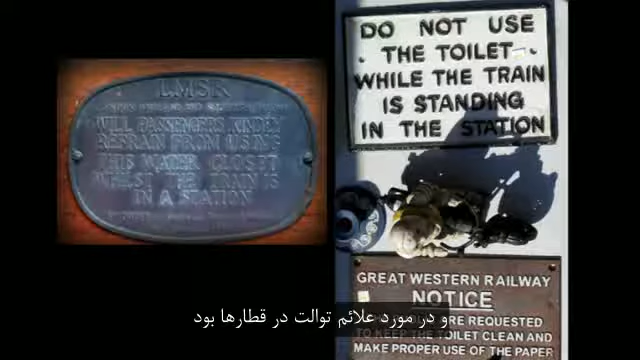 LMSR
WILL PASSENGERS KINDLY
REFRAIN FROM USING
THIS WATER CLOSET
WHILST THE TRAIN IS
IN A STATION
DO NOT USE
THE TOILET
WHILE THE TRAIN
IS STANDING
IN THE STATION
GREAT WESTERN RAILWAY
NOTICE
ARE REQUESTED
TO KEEP THE TOILET CLEAN AND
MAKE PROPER USE OF THE PAPER
و در مورد علائم توالت در قطارها بود